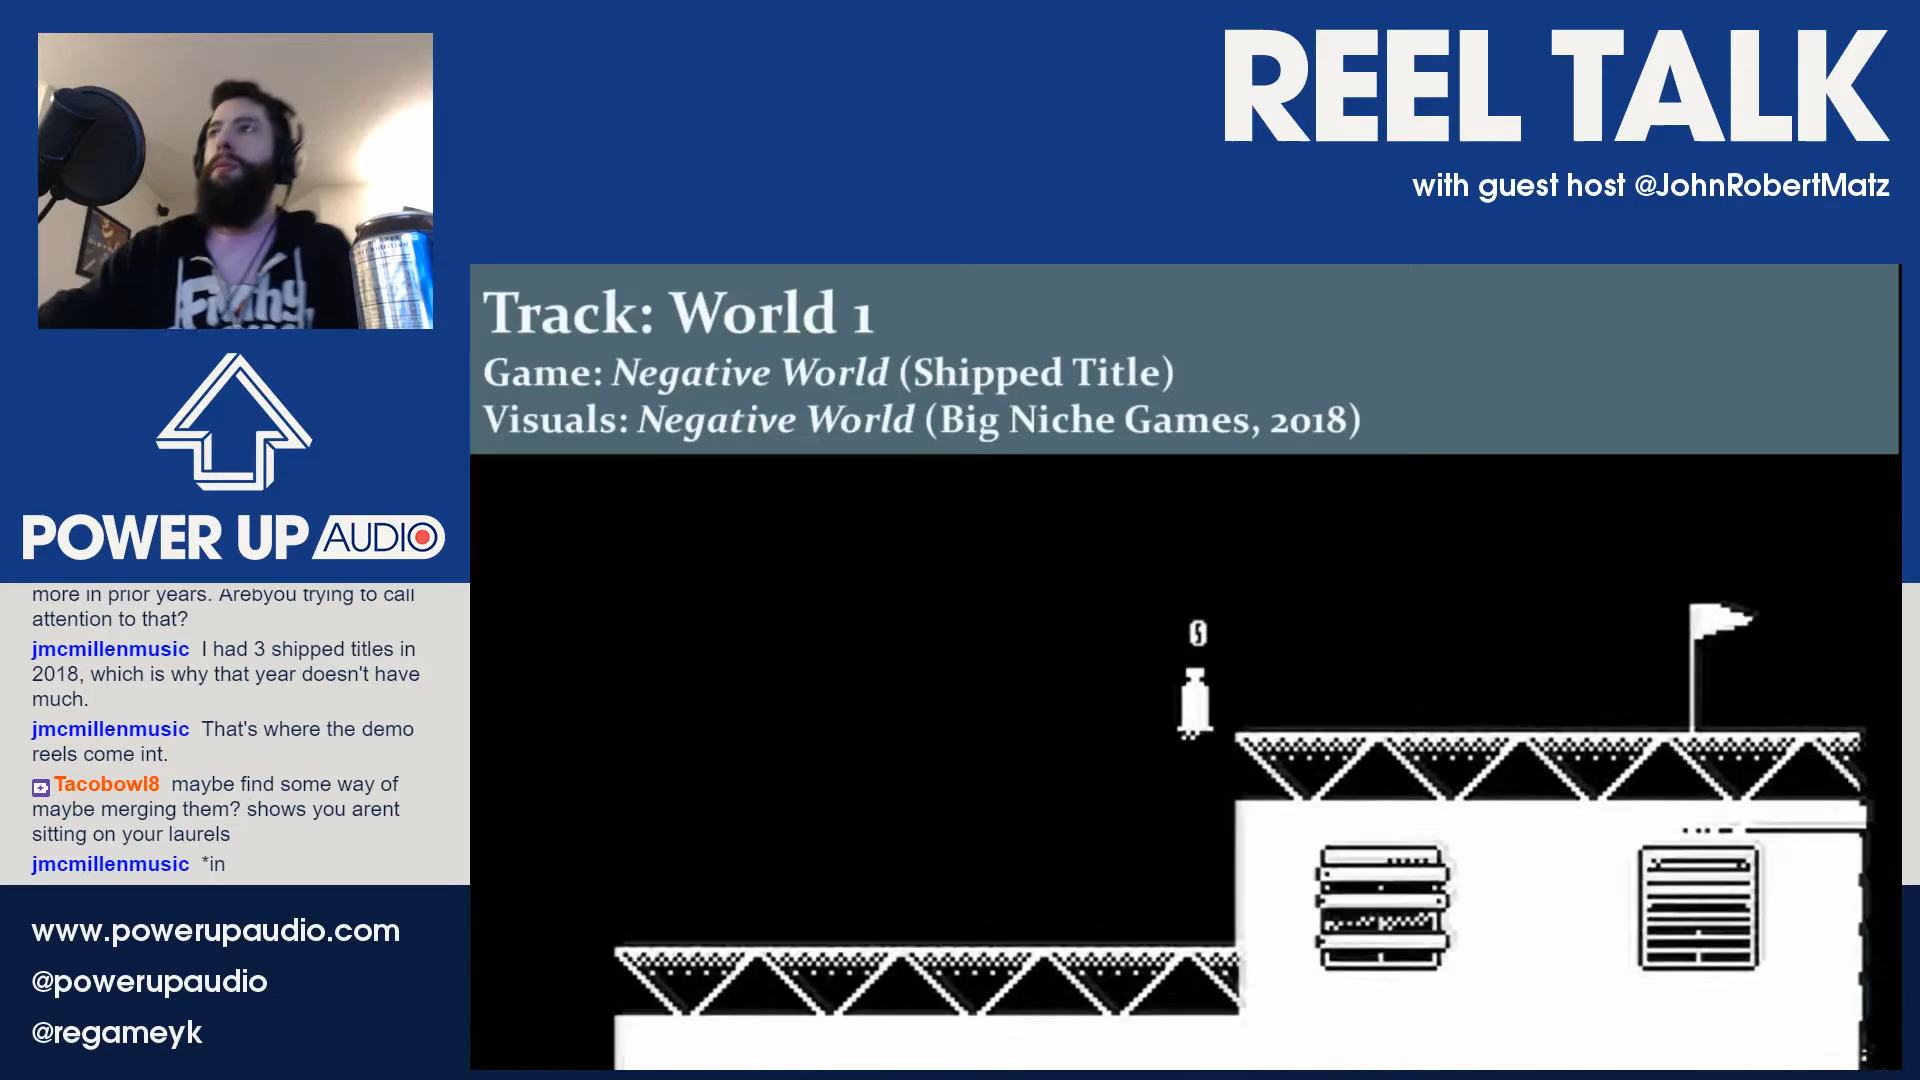 REEL TALK
with guest host @JohnRobertMatz
Filthy
Track: World 1
Game: Negative World (Shipped Title)
Visuals: Negative World (Big Niche Games, 2018)
POWER UP AUDIO
more in prior years. Arebyou trying to call
attention to that?
jmcmillenmusic I had 3 shipped titles in
2018, which is why that year doesn't have
much.
jmcmillenmusic That's where the demo
reels come int.
Tacobowl8 maybe find some way of
maybe merging them? shows you arent
sitting on your laurels
jmcmillenmusic *in
www.powerupaudio.com
@powerupaudio
@regameyk